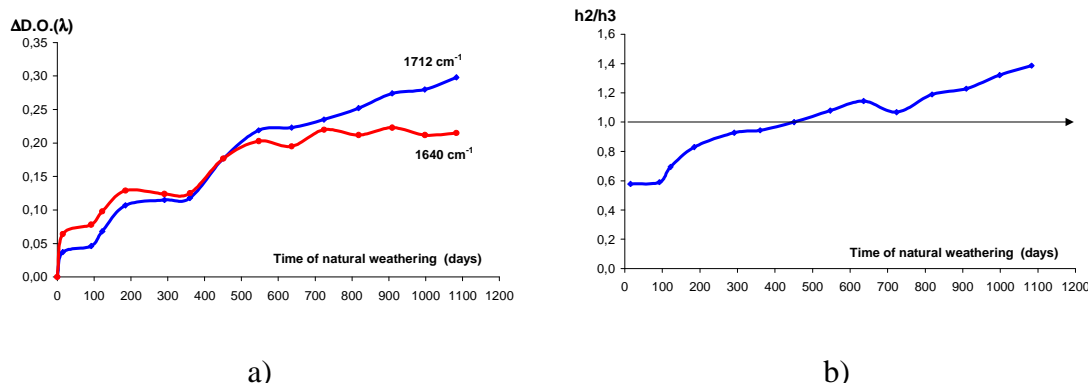 ΔD.O.(λ)
0,35
0,30
0,25
0,20
0,15
0,10
0,05
0,00
1712 cm⁻¹
1640 cm⁻¹
Time of natural weathering (days)
0 100 200 300 400 500 600 700 800 900 1000 1100 1200
a)
h2/h3
1,6
1,4
1,2
1,0
0,8
0,6
0,4
0,2
0,0
Time of natural weathering (days)
0 100 200 300 400 500 600 700 800 900 1000 1100 1200
b)